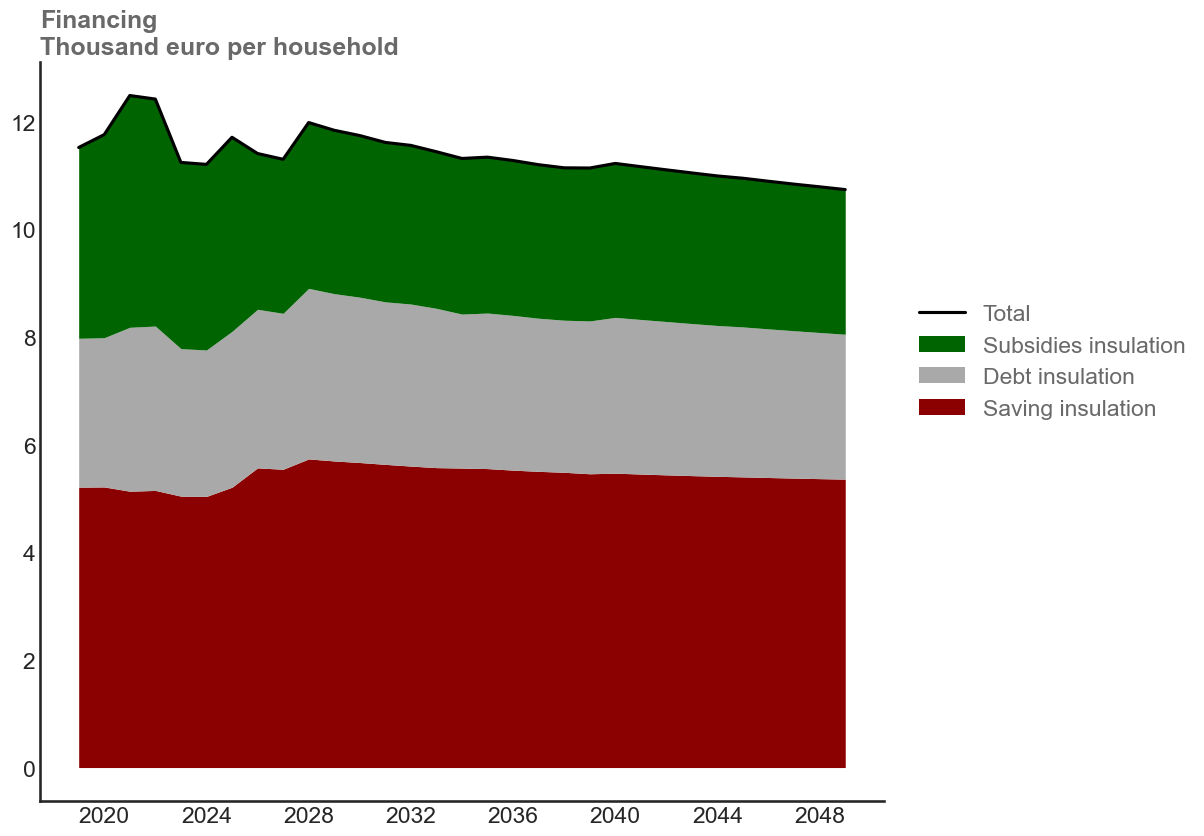 Financing
Thousand euro per household
12
10
8
6
4
2
0
2020 2024 2028 2032 2036 2040 2044 2048
Total
Subsidies insulation
Debt insulation
Saving insulation